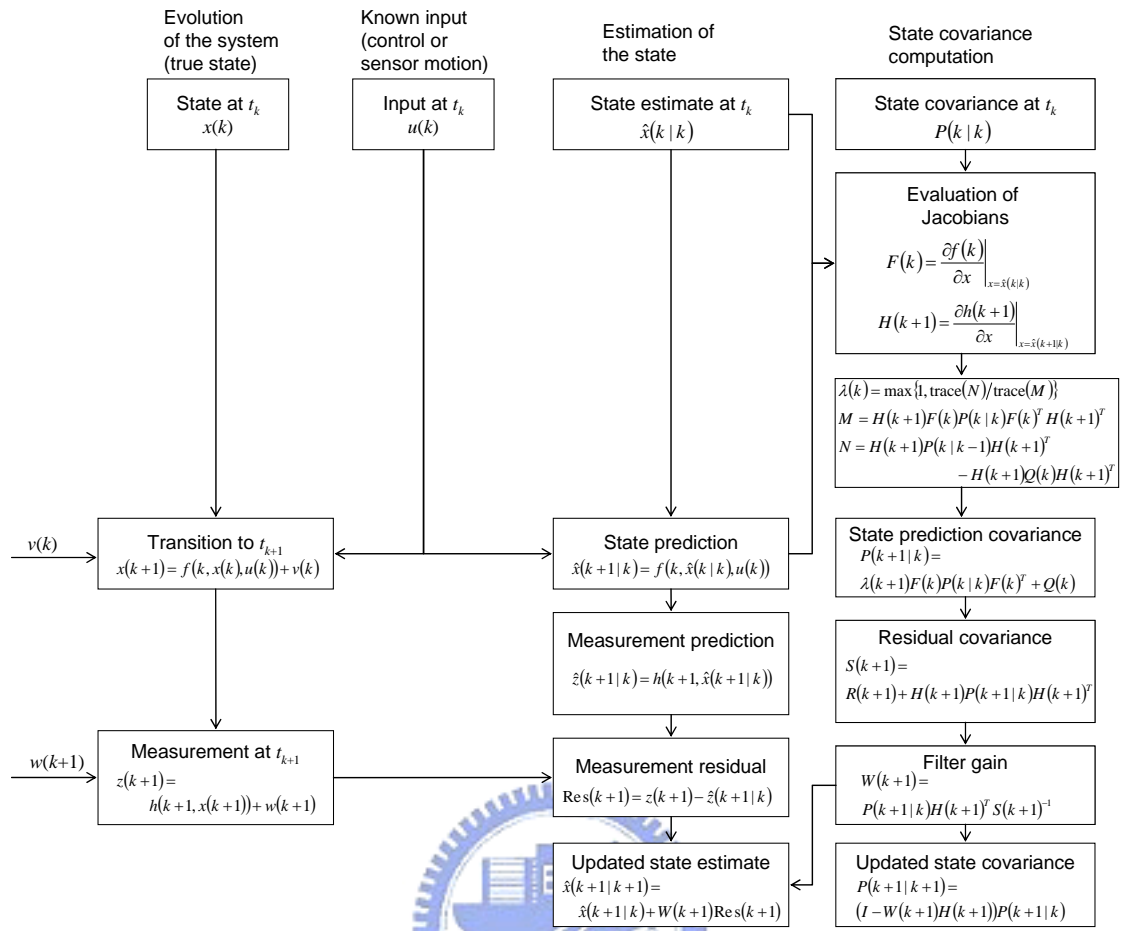 Evolution
of the system
(true state)
Known input
(control or
sensor motion)
Estimation of
the state
State covariance
computation
State at t_k
x(k)
Input at t_k
u(k)
State estimate at t_k
x̂(k | k)
State covariance at t_k
P(k | k)
Evaluation of
Jacobians
F(k) = ∂f(k)/∂x |_{x=x̂(k|k)}
H(k+1) = ∂h(k+1)/∂x |_{x=x̂(k+1|k)}
λ(k) = max{1, trace(N)/trace(M)}
M = H(k+1)F(k)P(k | k)F(k)^T H(k+1)^T
N = H(k+1)P(k | k−1)H(k+1)^T
− H(k+1)Q(k)H(k+1)^T
v(k)
Transition to t_{k+1}
x(k+1) = f(k, x(k), u(k)) + v(k)
State prediction
x̂(k+1 | k) = f(k, x̂(k | k), u(k))
State prediction covariance
P(k+1 | k) =
λ(k+1)F(k)P(k | k)F(k)^T + Q(k)
Measurement prediction
ẑ(k+1 | k) = h(k+1, x̂(k+1 | k))
Residual covariance
S(k+1) =
R(k+1) + H(k+1)P(k+1 | k)H(k+1)^T
w(k+1)
Measurement at t_{k+1}
z(k+1) =
h(k+1, x(k+1)) + w(k+1)
Measurement residual
Res(k+1) = z(k+1) − ẑ(k+1 | k)
Filter gain
W(k+1) =
P(k+1 | k)H(k+1)^T S(k+1)^{−1}
Updated state estimate
x̂(k+1 | k+1) =
x̂(k+1 | k) + W(k+1)Res(k+1)
Updated state covariance
P(k+1 | k+1) =
(I − W(k+1)H(k+1))P(k+1 | k)